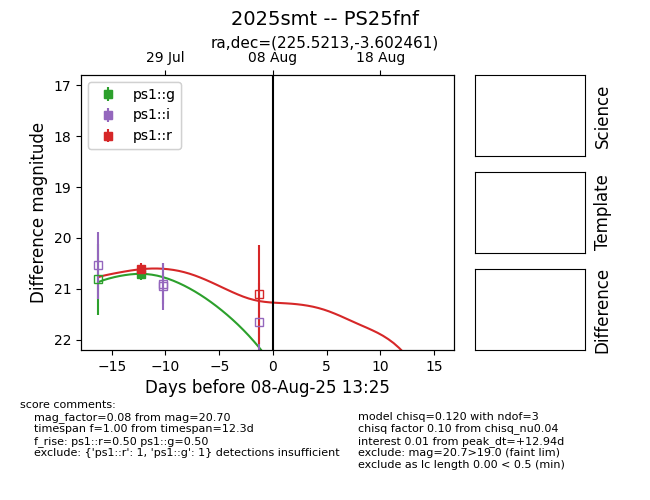 2025smt -- PS25fnf
ra,dec=(225.5213,-3.602461)
29 Jul
08 Aug
18 Aug
ps1::g
ps1::i
ps1::r
17
18
19
20
21
22
Difference magnitude
−15
−10
−5
0
5
10
15
Days before 08-Aug-25 13:25
Science
Template
Difference
score comments:
mag_factor=0.08 from mag=20.70
timespan f=1.00 from timespan=12.3d
f_rise: ps1::r=0.50 ps1::g=0.50
exclude: {'ps1::r': 1, 'ps1::g': 1} detections insufficient
model chisq=0.120 with ndof=3
chisq factor 0.10 from chisq_nu0.04
interest 0.01 from peak_dt=+12.94d
exclude: mag=20.7>19.0 (faint lim)
exclude as lc length 0.00 < 0.5 (min)